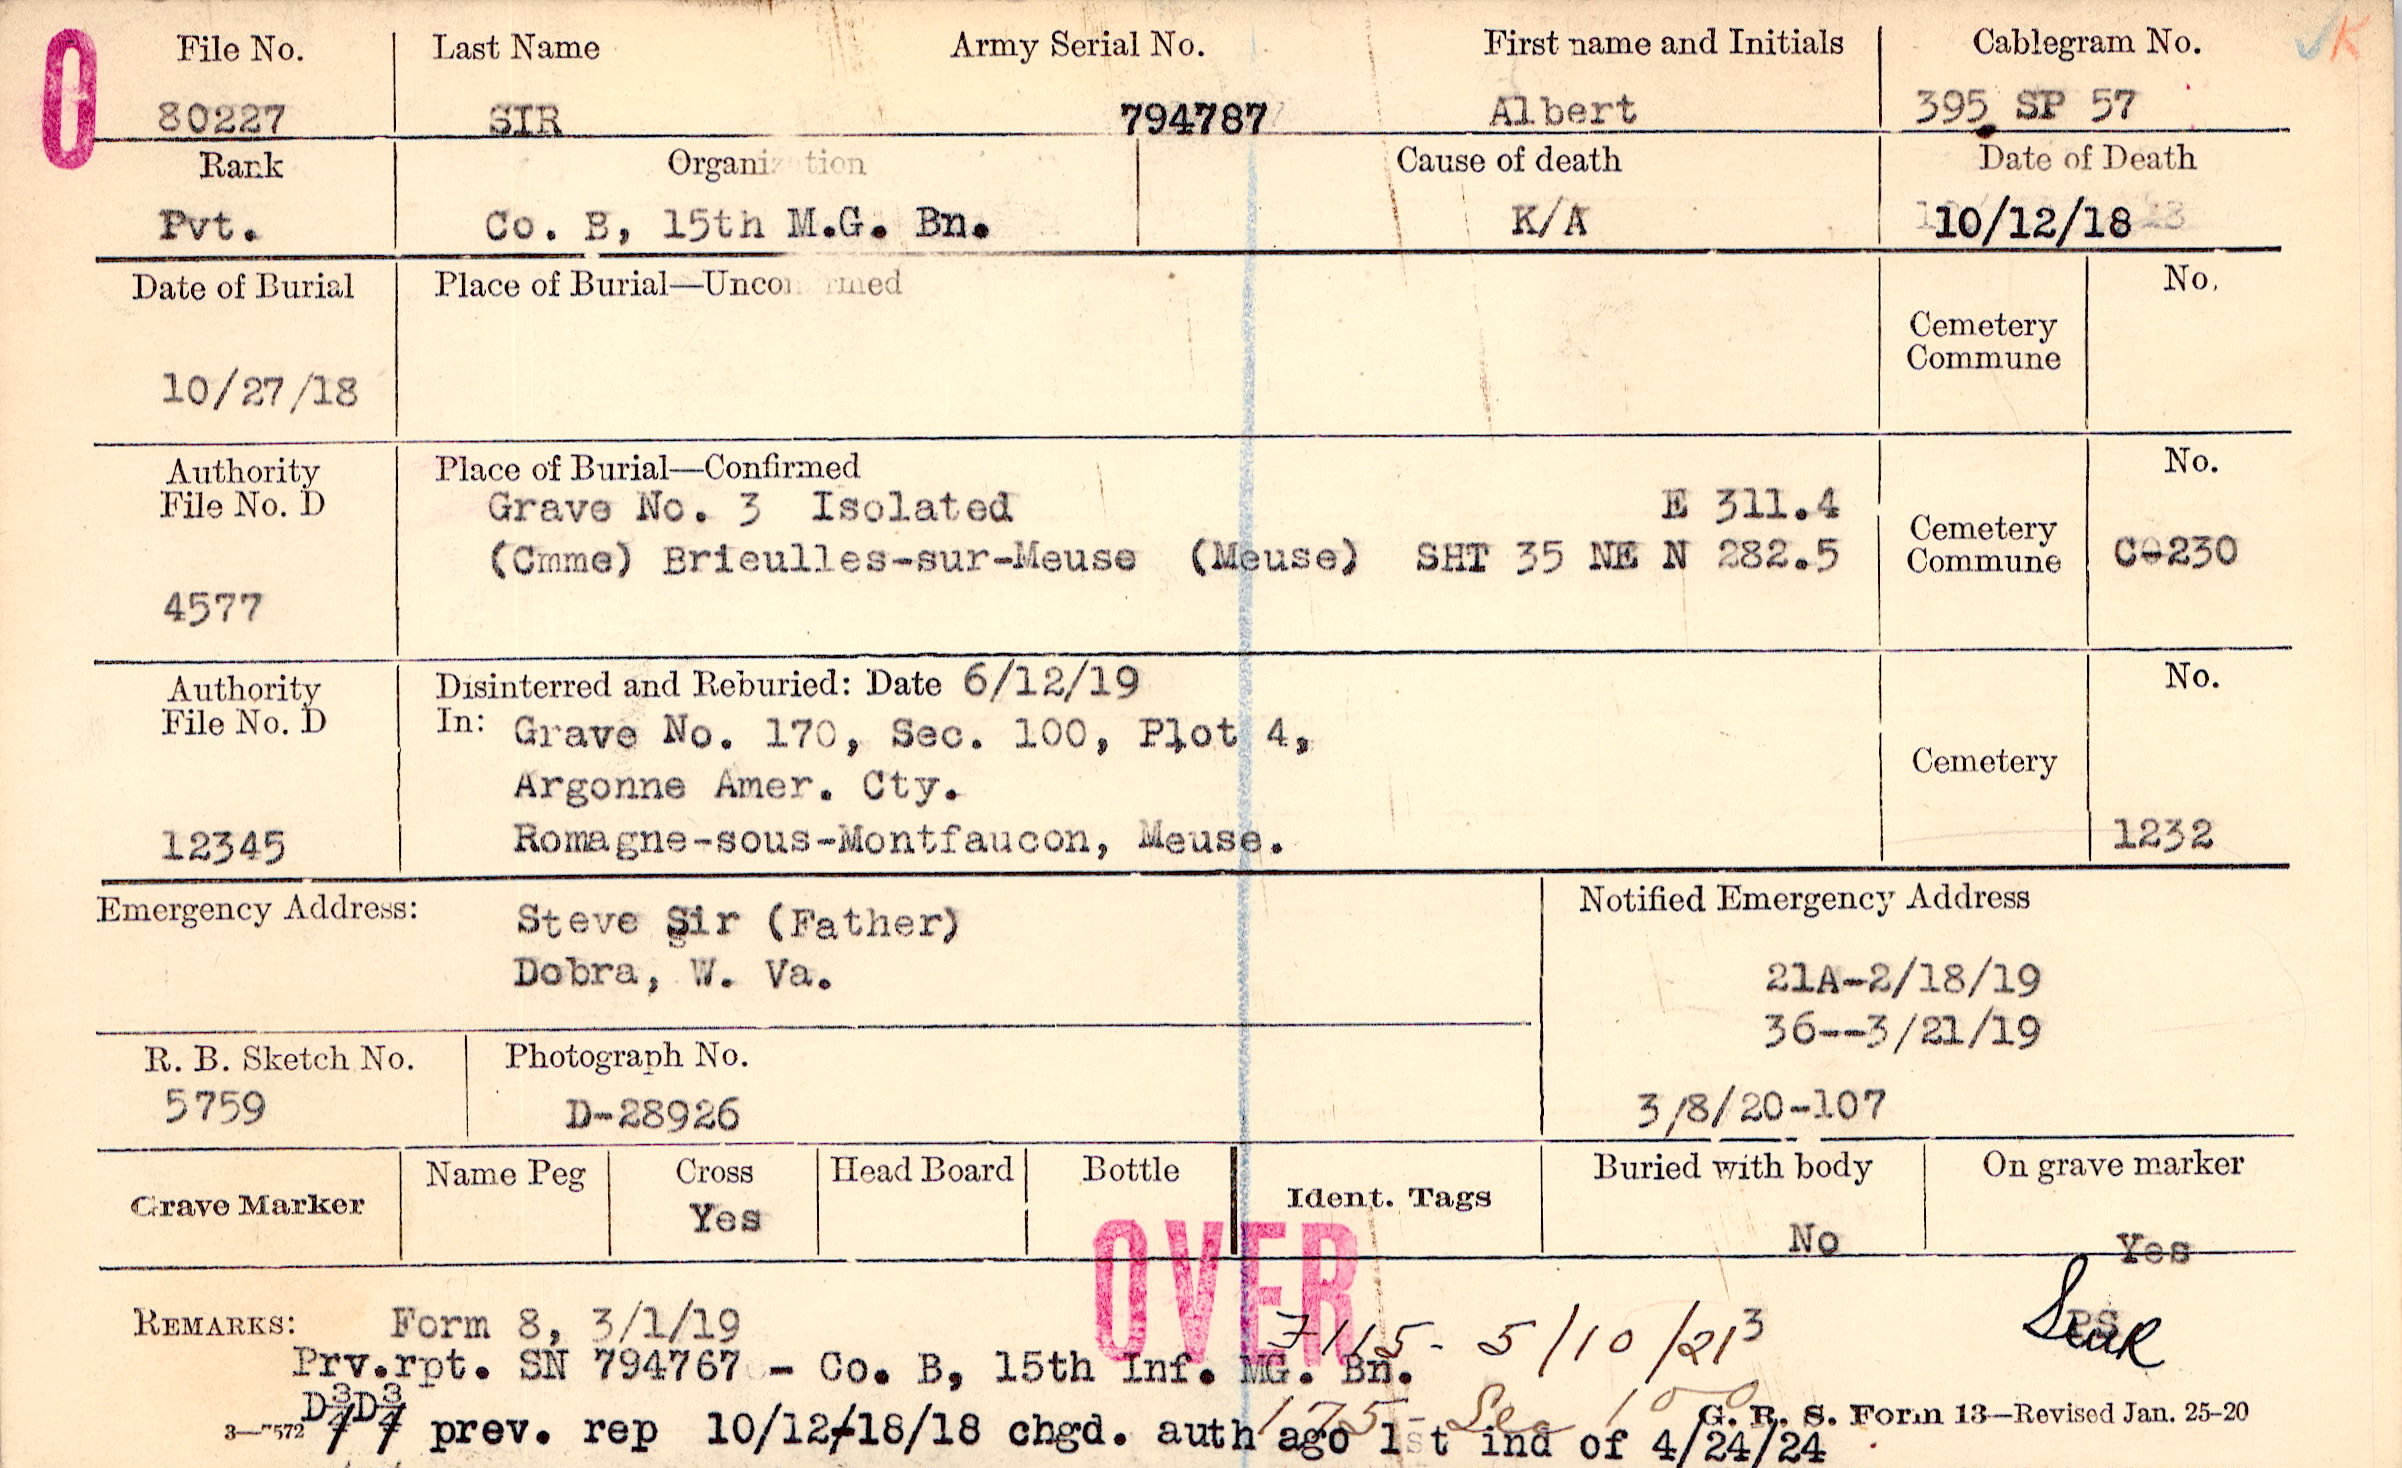 O
File No. Last Name Army Serial No. First name and Initials Cablegram No. K
80227 SIR 794787 Albert 395 SP 57
Rank Organization Cause of death Date of Death
Pvt. Co. B, 15th M.G. Bn. K/A 10/12/18
Date of Burial Place of Burial—Unconfirmed No.
Cemetery
Commune
10/27/18
Authority Place of Burial—Confirmed No.
File No. D Grave No. 3 Isolated E 311.4
Cemetery
(Cmme) Brieulles-sur-Meuse (Meuse) SHT 35 NE N 282.5 Commune C-230
4577
Authority Disinterred and Reburied: Date 6/12/19 No.
File No. D In: Grave No. 170, Sec. 100, Plot 4,
Cemetery
Argonne Amer. Cty.
12345 Romagne-sous-Montfaucon, Meuse. 1232
Emergency Address: Steve Sir (Father) Notified Emergency Address
Dobra, W. Va. 21A-2/18/19
36--3/21/19
R. B. Sketch No. Photograph No.
5759 D-28926 3/8/20-107
Grave Marker Name Peg Cross Head Board Bottle Ident. Tags Buried with body On grave marker
Yes No Yes
OVER
REMARKS: Form 8, 3/1/19 7115- 5/10/21 3 PS
Prv.rpt. SN 794767 - Co. B, 15th Inf. MG. Bn.
175- Sec 100
G. R. S. Form 13—Revised Jan. 25-20
3—7572 prev. rep 10/12-18/18 chgd. auth ago 1st ind of 4/24/24